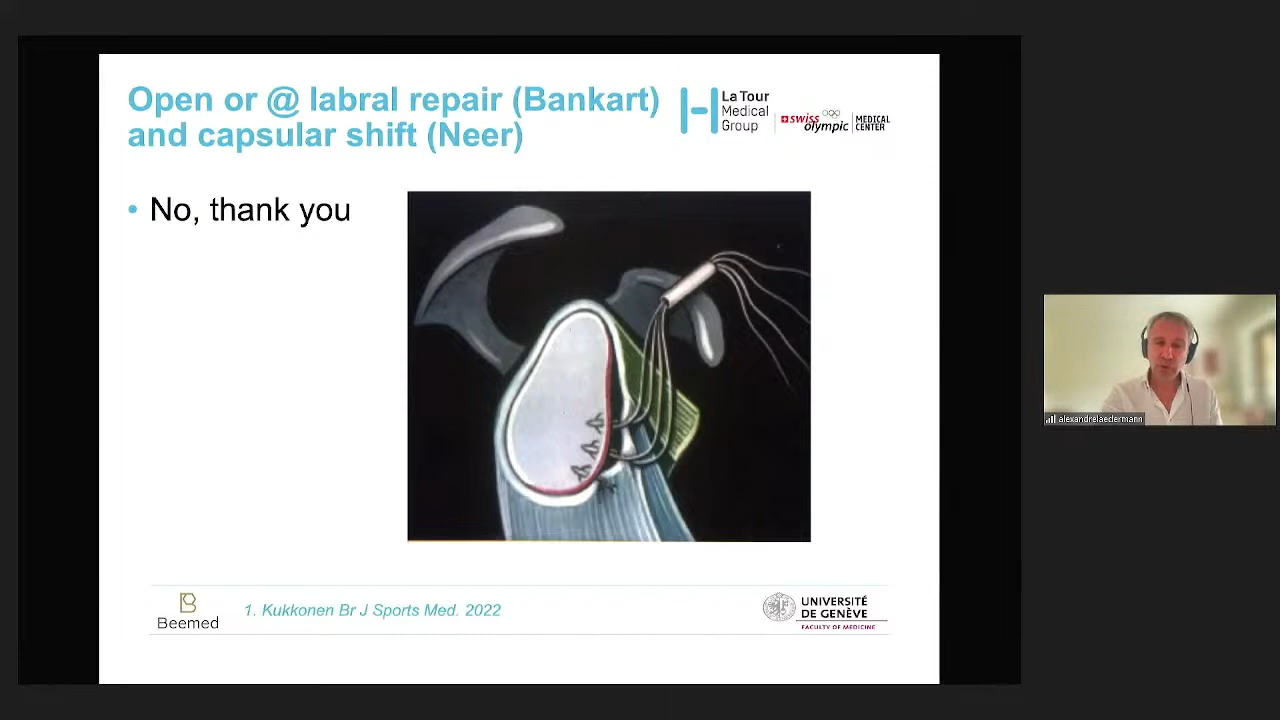 Open or @ labral repair (Bankart)
and capsular shift (Neer)
La Tour
Medical
Group
swiss
olympic
MEDICAL
CENTER
• No, thank you
alexandrelaedermann
Beemed
1. Kukkonen Br J Sports Med. 2022
UNIVERSITÉ
DE GENÈVE
FACULTY OF MEDICINE